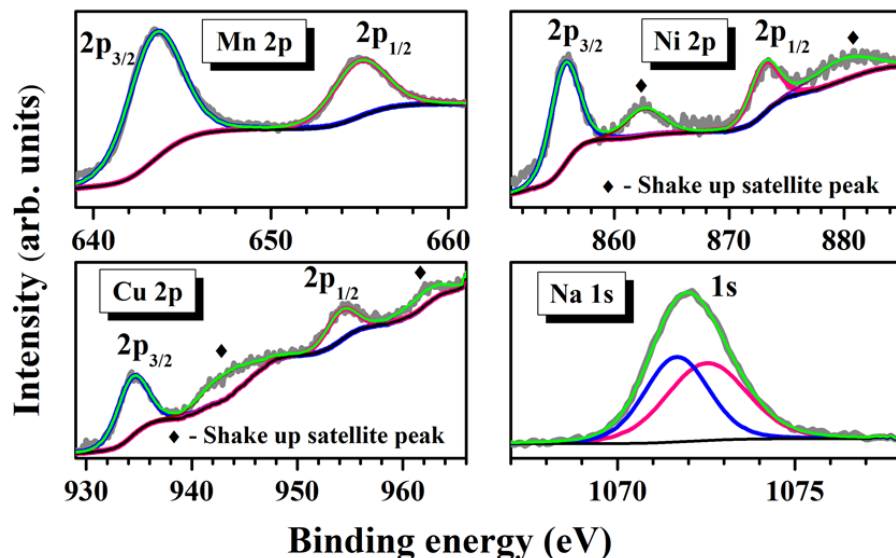 Intensity (arb. units)
2p3/2
Mn 2p
2p1/2
640
650
660
2p3/2
Ni 2p
2p1/2
♦
♦
♦ - Shake up satellite peak
860
870
880
Cu 2p
2p3/2
2p1/2
♦
♦
♦ - Shake up satellite peak
930
940
950
960
Na 1s
1s
1070
1075
Binding energy (eV)